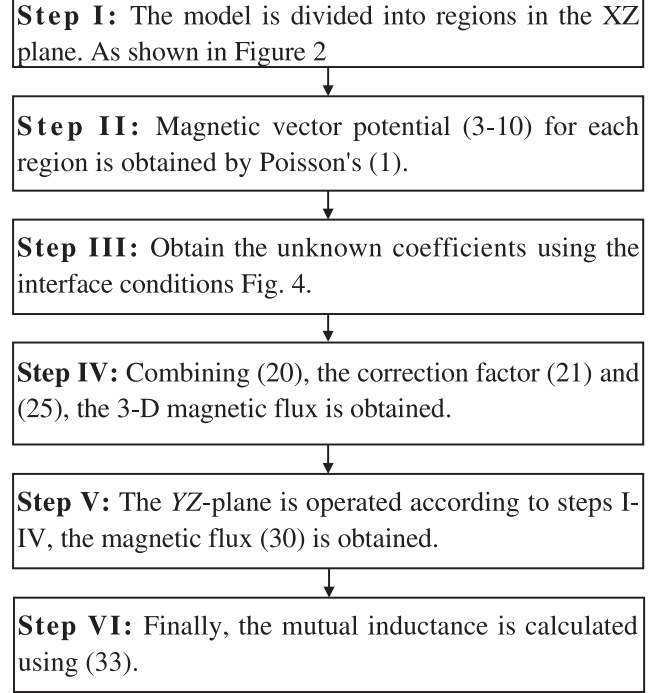 Step I: The model is divided into regions in the XZ
plane. As shown in Figure 2
Step II: Magnetic vector potential (3-10) for each
region is obtained by Poisson's (1).
Step III: Obtain the unknown coefficients using the
interface conditions Fig. 4.
Step IV: Combining (20), the correction factor (21) and
(25), the 3-D magnetic flux is obtained.
Step V: The YZ-plane is operated according to steps I-
IV, the magnetic flux (30) is obtained.
Step VI: Finally, the mutual inductance is calculated
using (33).